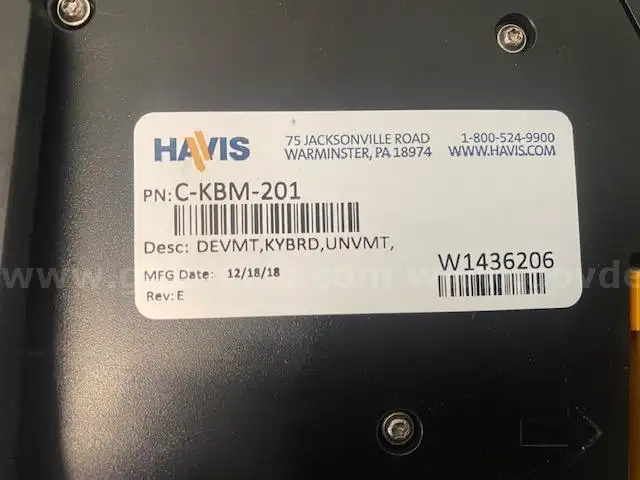 HAVIS
75 JACKSONVILLE ROAD
WARMINSTER, PA 18974
1-800-524-9900
WWW.HAVIS.COM
PN: C-KBM-201
Desc: DEVMT,KYBRD,UNVMT,
MFG Date: 12/18/18
Rev: E
W1436206